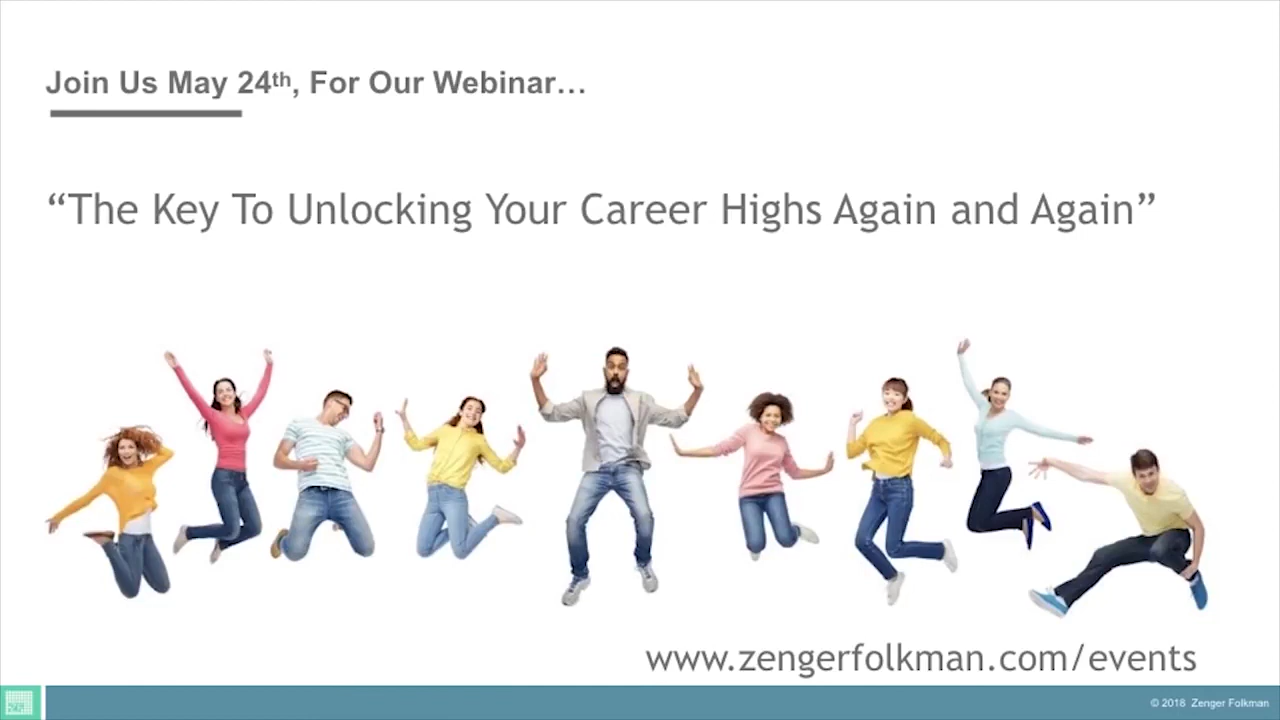 Join Us May 24th, For Our Webinar…
“The Key To Unlocking Your Career Highs Again and Again”
www.zengerfolkman.com/events
© 2018 Zenger Folkman